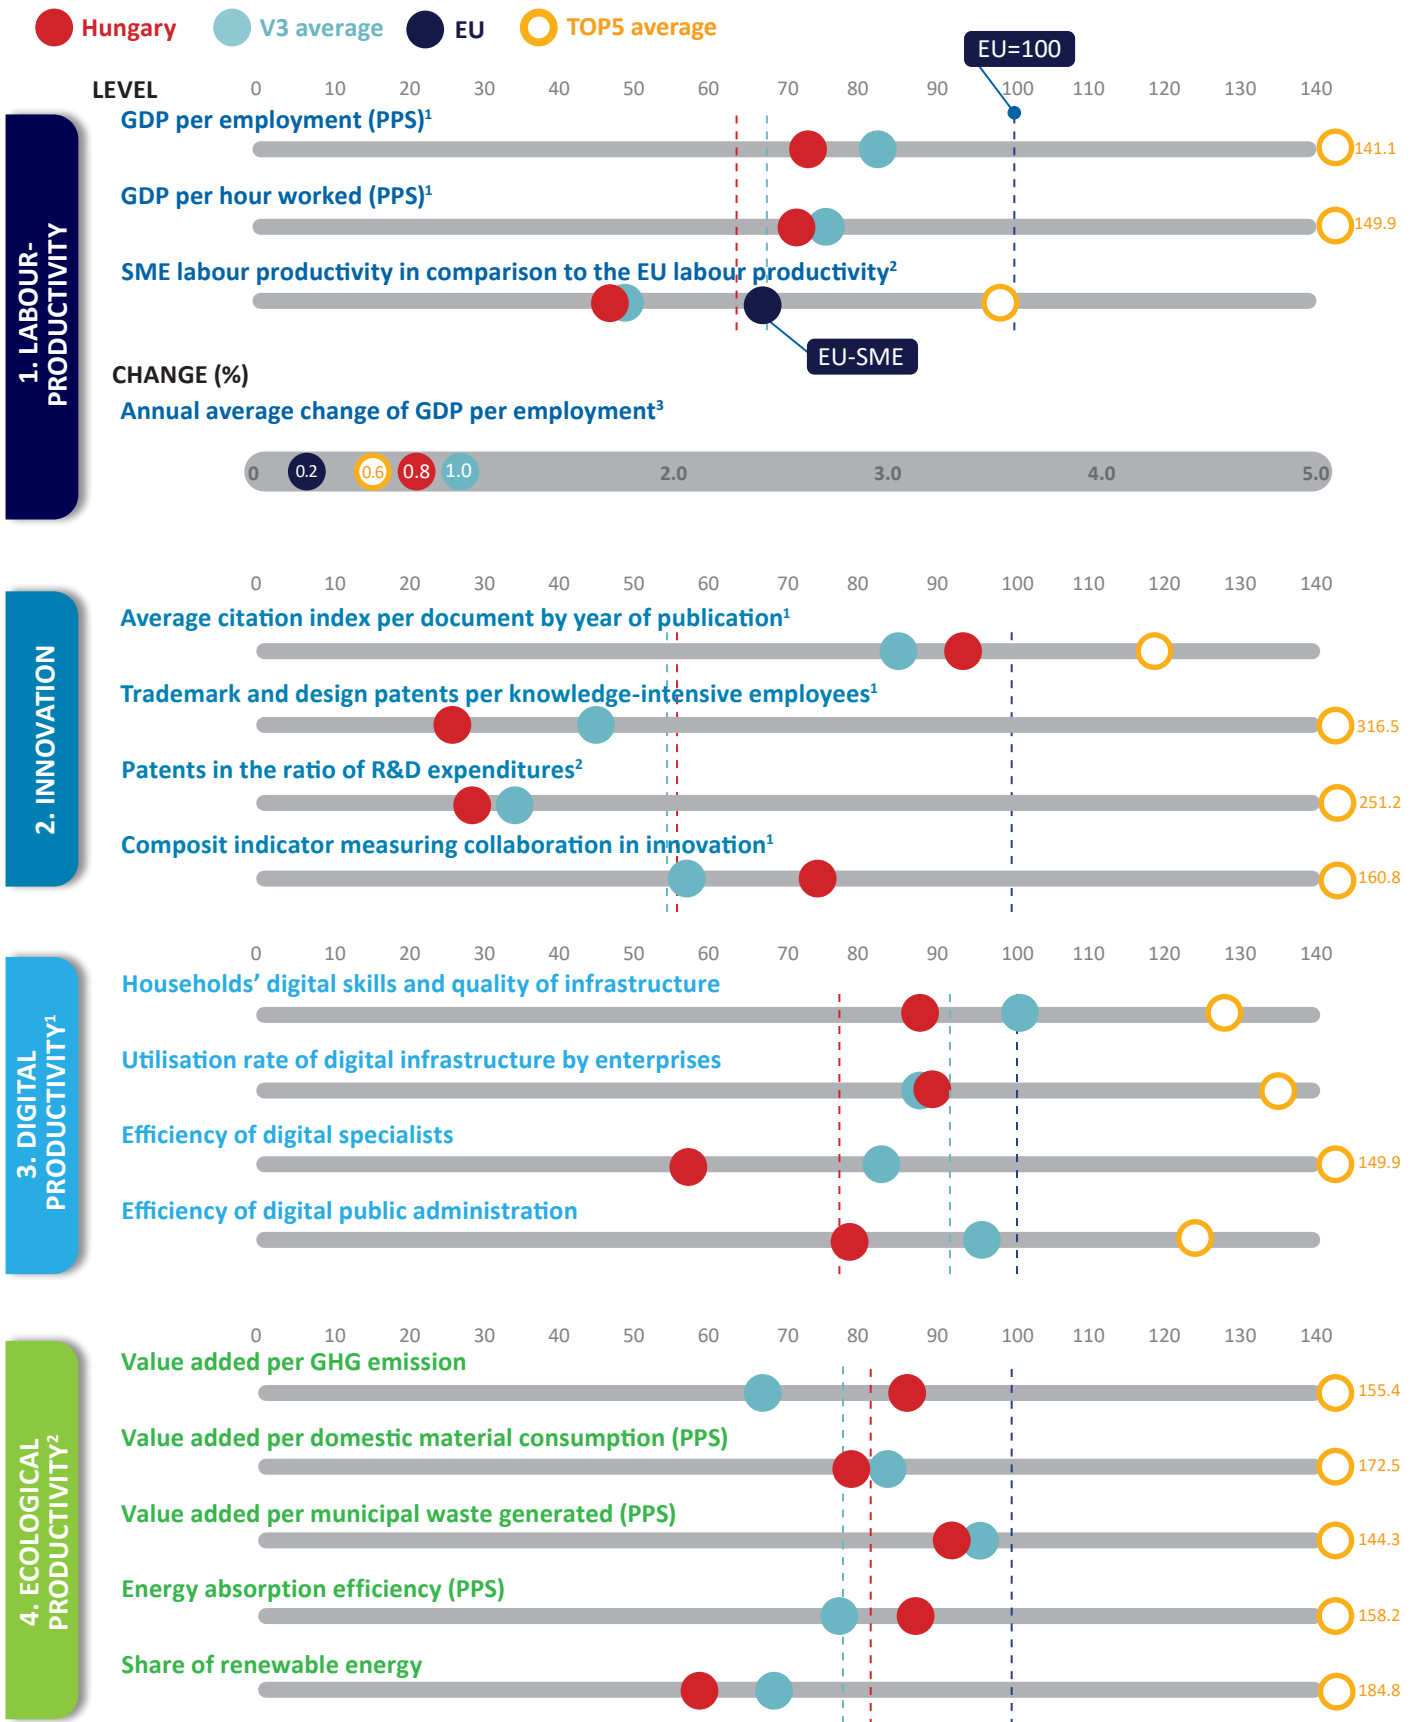 Hungary V3 average EU TOP5 average
EU=100
LEVEL 0 10 20 30 40 50 60 70 80 90 100 110 120 130 140
1. LABOUR-
PRODUCTIVITY
GDP per employment (PPS)¹
141.1
GDP per hour worked (PPS)¹
149.9
SME labour productivity in comparison to the EU labour productivity²
EU-SME
CHANGE (%)
Annual average change of GDP per employment³
0 0.2 0.6 0.8 1.0 2.0 3.0 4.0 5.0
0 10 20 30 40 50 60 70 80 90 100 110 120 130 140
2. INNOVATION
Average citation index per document by year of publication¹
Trademark and design patents per knowledge-intensive employees¹
316.5
Patents in the ratio of R&D expenditures²
251.2
Composit indicator measuring collaboration in innovation¹
160.8
0 10 20 30 40 50 60 70 80 90 100 110 120 130 140
3. DIGITAL
PRODUCTIVITY¹
Households’ digital skills and quality of infrastructure
Utilisation rate of digital infrastructure by enterprises
Efficiency of digital specialists
149.9
Efficiency of digital public administration
0 10 20 30 40 50 60 70 80 90 100 110 120 130 140
4. ECOLOGICAL
PRODUCTIVITY²
Value added per GHG emission
155.4
Value added per domestic material consumption (PPS)
172.5
Value added per municipal waste generated (PPS)
144.3
Energy absorption efficiency (PPS)
158.2
Share of renewable energy
184.8